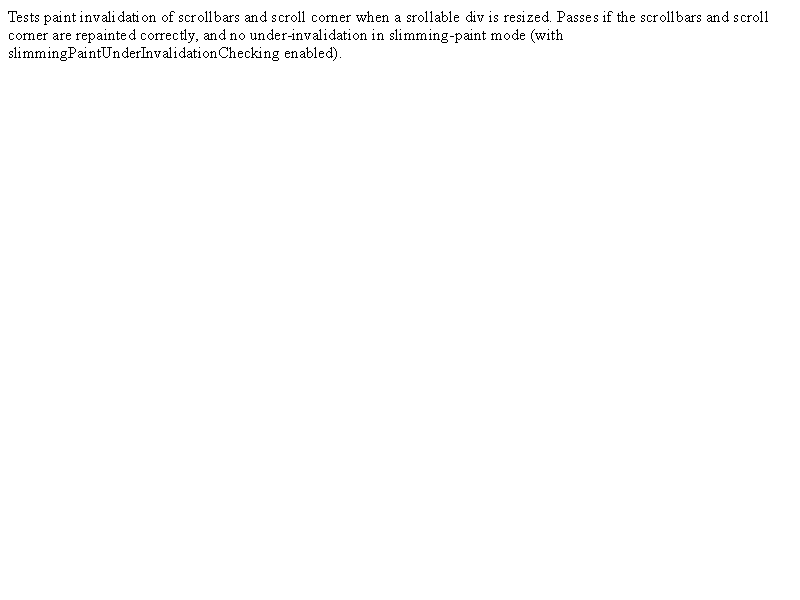 Tests paint invalidation of scrollbars and scroll corner when a srollable div is resized. Passes if the scrollbars and scroll
corner are repainted correctly, and no under-invalidation in slimming-paint mode (with
slimmingPaintUnderInvalidationChecking enabled).